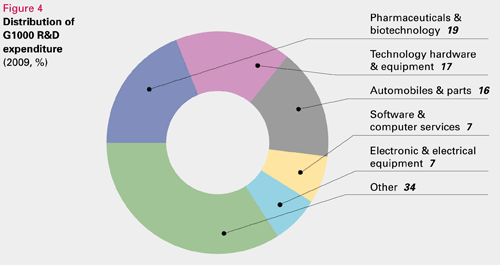 Figure 4
Distribution of
G1000 R&D
expenditure
(2009, %)
Pharmaceuticals &
biotechnology 19
Technology hardware
& equipment 17
Automobiles & parts 16
Software &
computer services 7
Electronic & electrical
equipment 7
Other 34